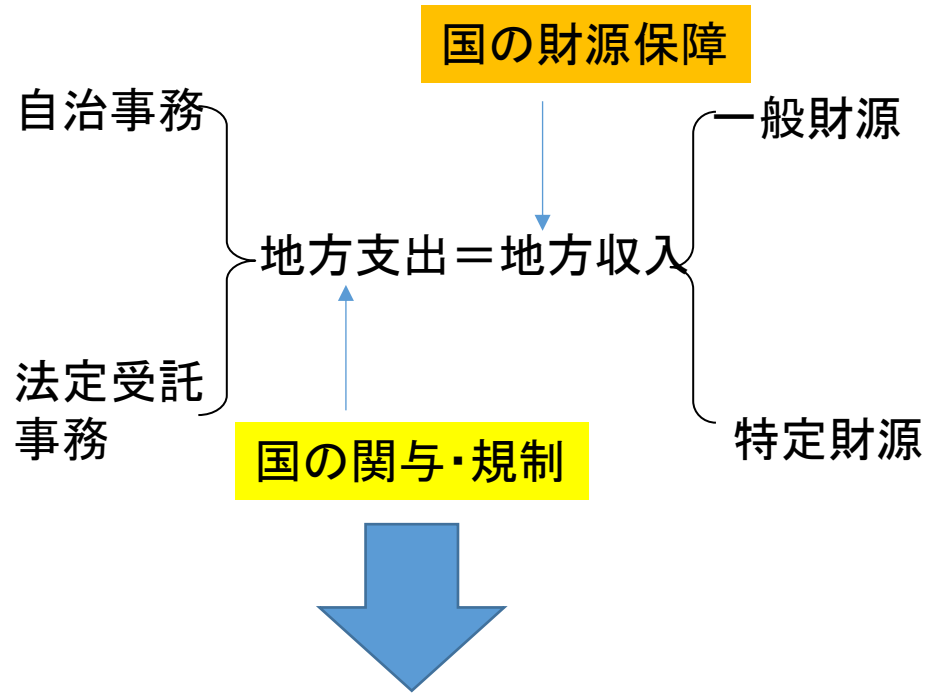 国の財源保障
自治事務
一般財源
地方支出＝地方収入
法定受託
事務
特定財源
国の関与・規制